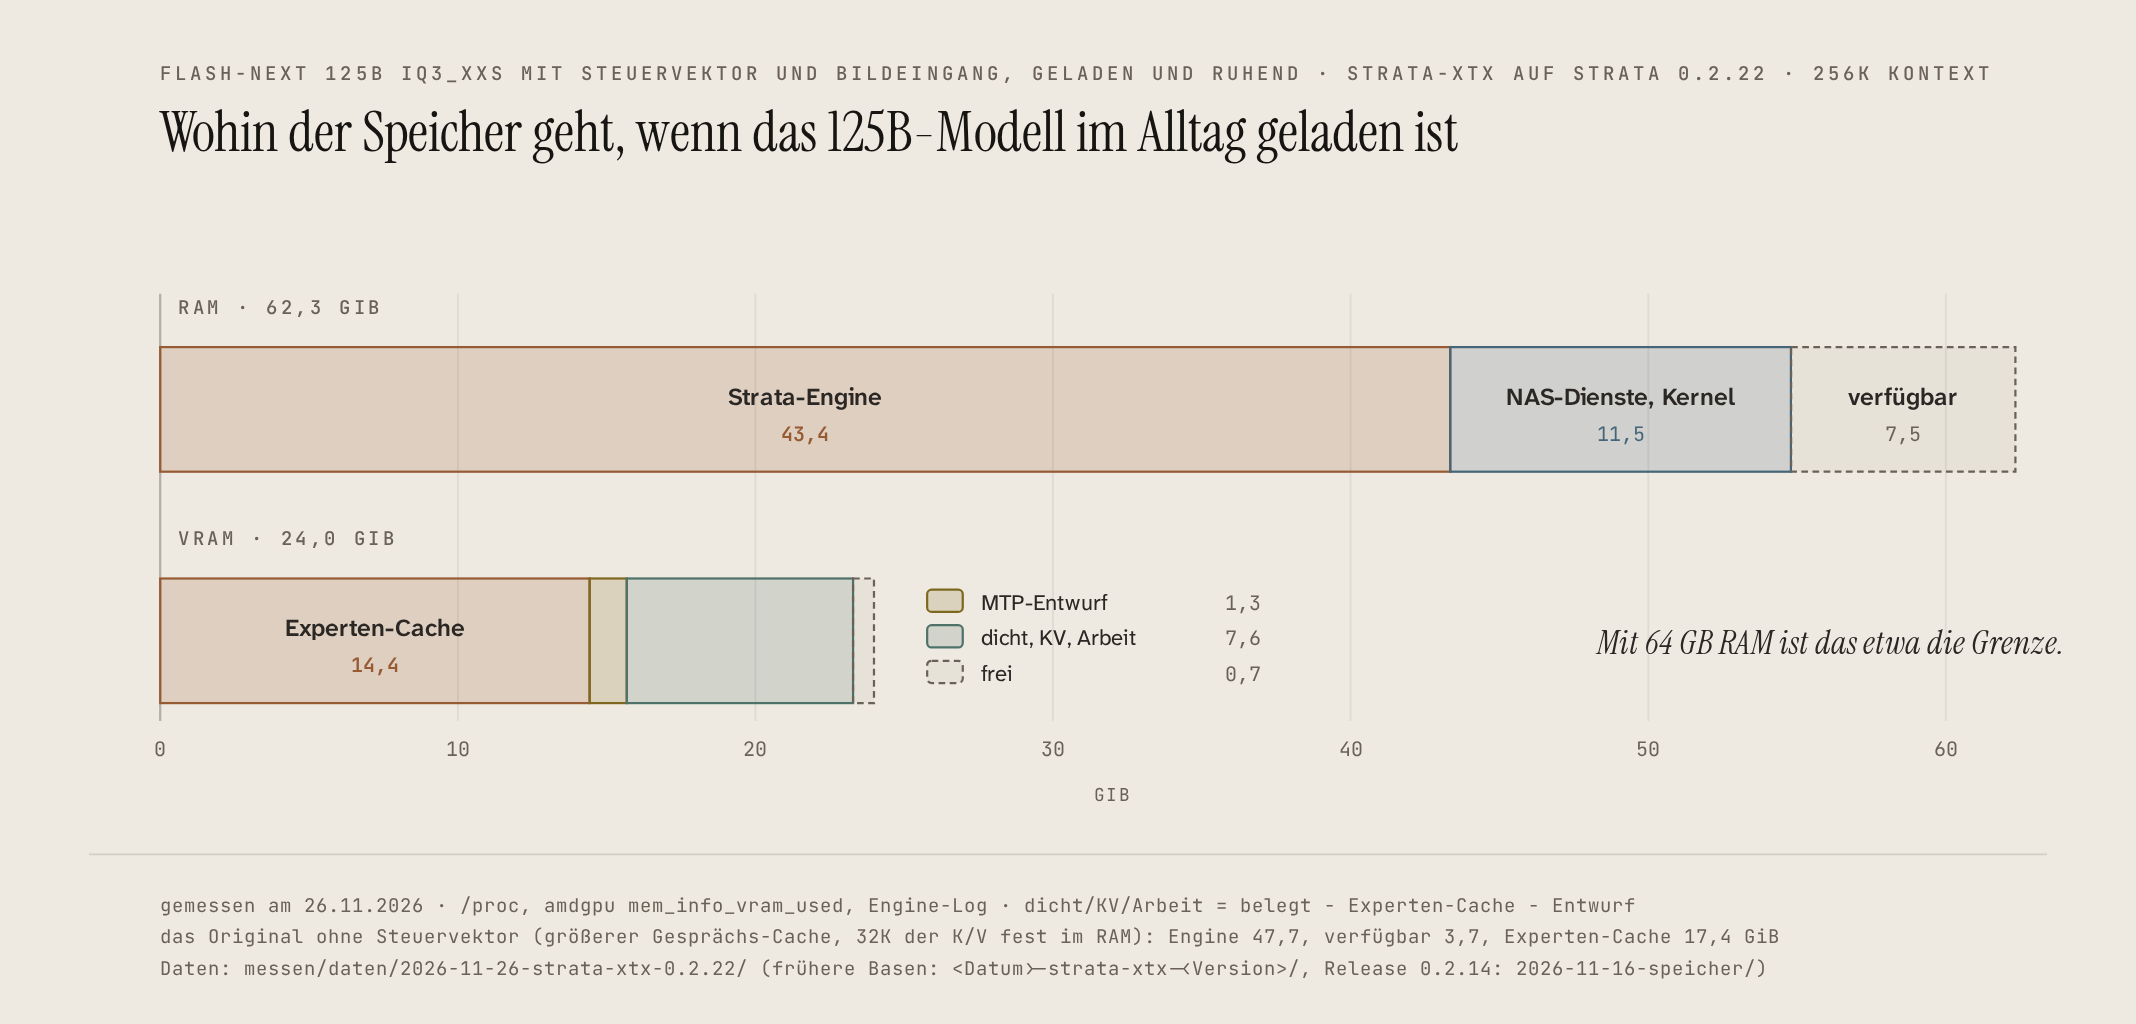 FLASH-NEXT 125B IQ3_XXS MIT STEUERVEKTOR UND BILDEINGANG, GELADEN UND RUHEND · STRATA-XTX AUF STRATA 0.2.22 · 256K KONTEXT
Wohin der Speicher geht, wenn das 125B-Modell im Alltag geladen ist
RAM · 62,3 GIB
Strata-Engine
43,4
NAS-Dienste, Kernel
11,5
verfügbar
7,5
VRAM · 24,0 GIB
Experten-Cache
14,4
MTP-Entwurf 1,3
dicht, KV, Arbeit 7,6
frei 0,7
Mit 64 GB RAM ist das etwa die Grenze.
0 10 20 30 40 50 60
GIB
gemessen am 26.11.2026 · /proc, amdgpu mem_info_vram_used, Engine-Log · dicht/KV/Arbeit = belegt - Experten-Cache - Entwurf
das Original ohne Steuervektor (größerer Gesprächs-Cache, 32K der K/V fest im RAM): Engine 47,7, verfügbar 3,7, Experten-Cache 17,4 GiB
Daten: messen/daten/2026-11-26-strata-xtx-0.2.22/ (frühere Basen: <Datum>-strata-xtx-<Version>/, Release 0.2.14: 2026-11-16-speicher/)